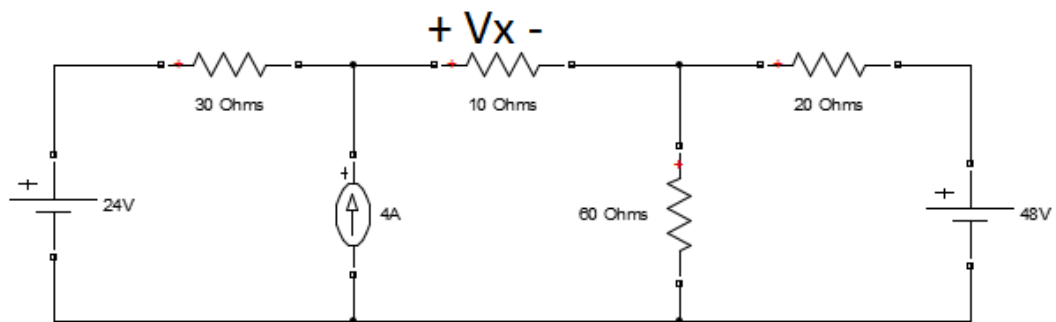 + Vx -
30 Ohms
10 Ohms
20 Ohms
+
24V
+
4A
+
60 Ohms
+
48V